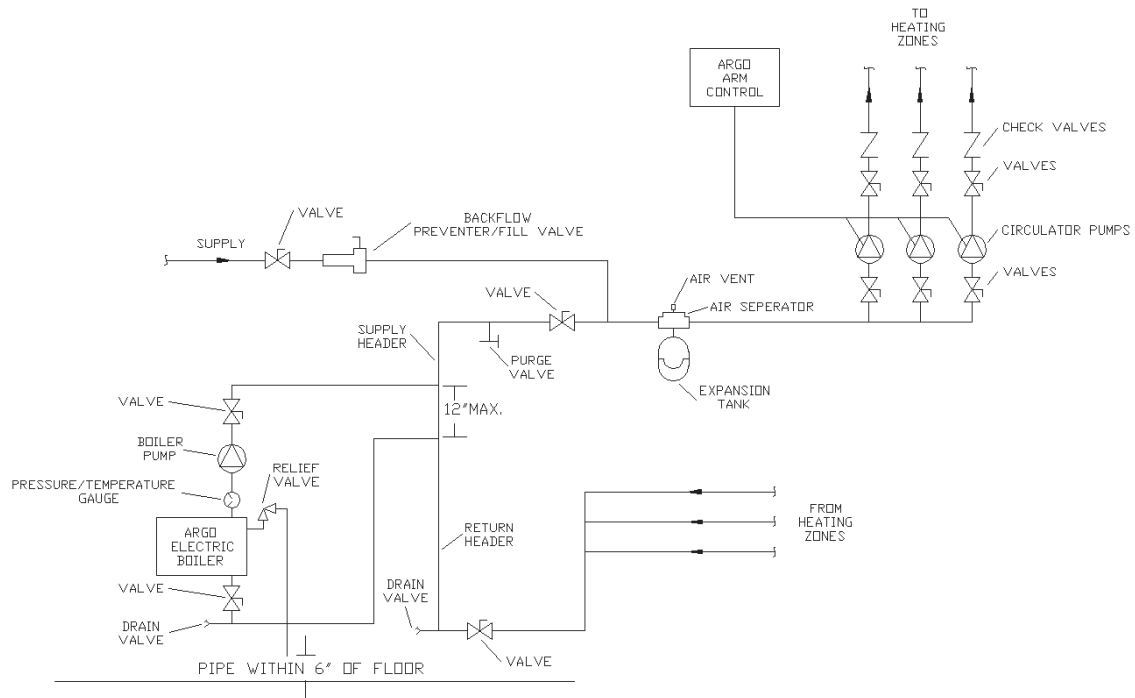 TO
HEATING
ZONES
ARGO
ARM
CONTROL
CHECK VALVES
VALVES
VALVE
BACKFLOW
PREVENTER/FILL VALVE
SUPPLY
CIRCULATOR PUMPS
VALVES
AIR VENT
VALVE
AIR SEPERATOR
SUPPLY
HEADER
PURGE
VALVE
EXPANSION
TANK
VALVE
12"MAX.
BOILER
PUMP
RELIEF
VALVE
PRESSURE/TEMPERATURE
GAUGE
FROM
HEATING
ZONES
ARGO
ELECTRIC
BOILER
RETURN
HEADER
VALVE
DRAIN
VALVE
DRAIN
VALVE
VALVE
PIPE WITHIN 6" OF FLOOR